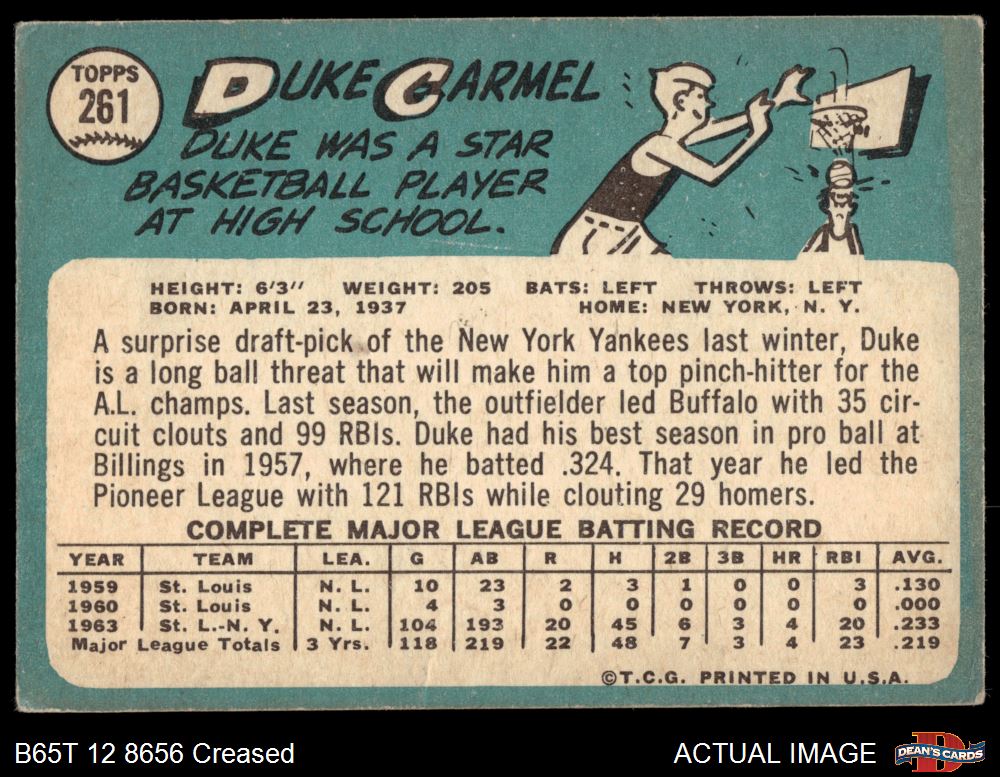 TOPPS
261
DUKE CARMEL
DUKE WAS A STAR
BASKETBALL PLAYER
AT HIGH SCHOOL.
HEIGHT: 6'3" WEIGHT: 205 BATS: LEFT THROWS: LEFT
BORN: APRIL 23, 1937 HOME: NEW YORK, N. Y.
A surprise draft-pick of the New York Yankees last winter, Duke
is a long ball threat that will make him a top pinch-hitter for the
A.L. champs. Last season, the outfielder led Buffalo with 35 cir-
cuit clouts and 99 RBIs. Duke had his best season in pro ball at
Billings in 1957, where he batted .324. That year he led the
Pioneer League with 121 RBIs while clouting 29 homers.
COMPLETE MAJOR LEAGUE BATTING RECORD
YEAR TEAM LEA. G AB R H 2B 3B HR RBI AVG.
1959 St. Louis N. L. 10 23 2 3 1 0 0 3 .130
1960 St. Louis N. L. 4 3 0 0 0 0 0 0 .000
1963 St. L.-N. Y. N. L. 104 193 20 45 6 3 4 20 .233
Major League Totals 3 Yrs. 118 219 22 48 7 3 4 23 .219
©T.C.G. PRINTED IN U.S.A.
B65T 12 8656 Creased
ACTUAL IMAGE
DEAN'S CARDS